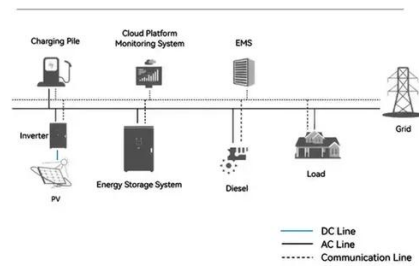 Charging Pile
Cloud Platform
Monitoring System
EMS
Grid
Inverter
PV
Energy Storage System
Diesel
Load
DC Line
AC Line
Communication Line